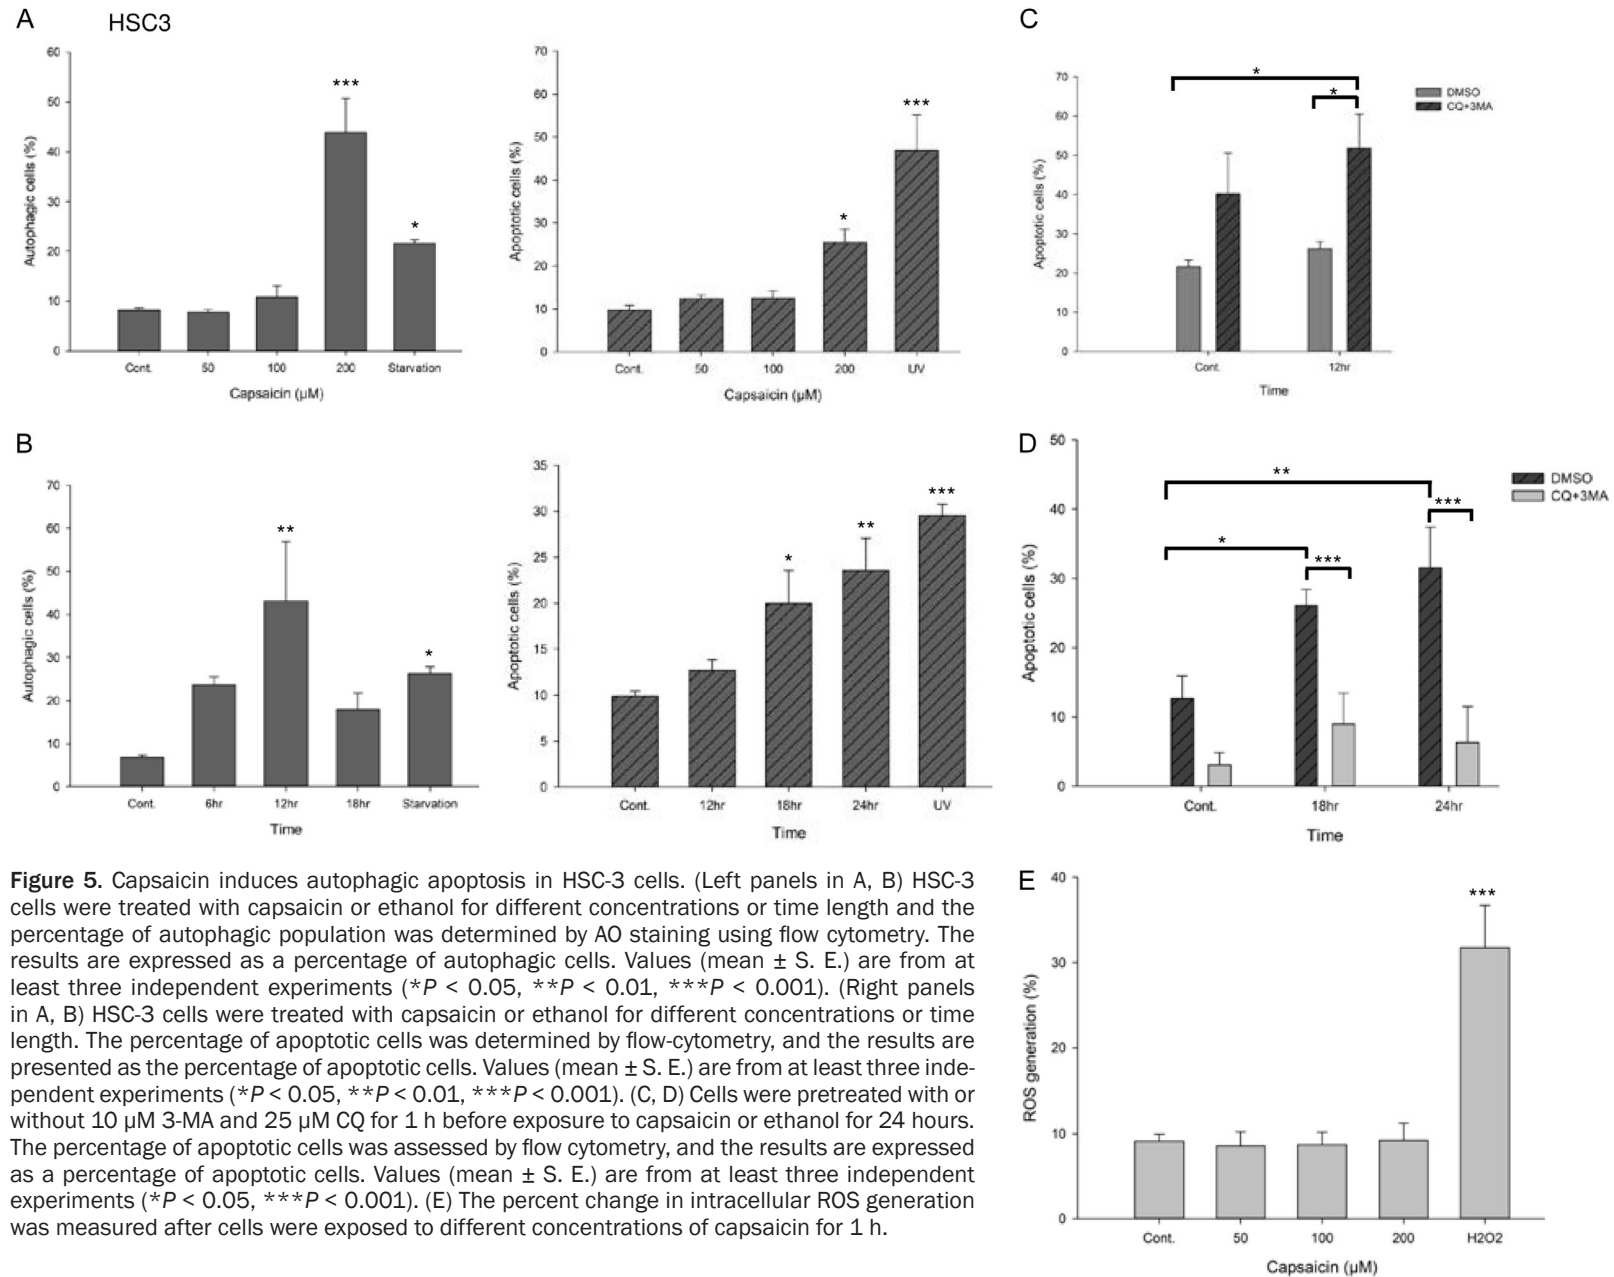 A
HSC3
60
50
40
30
20
10
0
Autophagic cells (%)
***
*
Cont.
50
100
200
Starvation
Capsaicin (µM)
70
60
50
40
30
20
10
0
Apoptotic cells (%)
*
***
Cont.
50
100
200
UV
Capsaicin (µM)
C
70
60
50
40
30
20
10
0
Apoptotic cells (%)
*
*
DMSO
CQ+3MA
Cont.
12hr
Time
B
70
60
50
40
30
20
10
0
Autophagic cells (%)
**
*
Cont.
6hr
12hr
18hr
Starvation
Time
35
30
25
20
15
10
5
0
Apoptotic cells (%)
*
**
***
Cont.
12hr
18hr
24hr
UV
Time
D
50
40
30
20
10
0
Apoptotic cells (%)
**
***
*
***
DMSO
CQ+3MA
Cont.
18hr
24hr
Time
Figure 5. Capsaicin induces autophagic apoptosis in HSC-3 cells. (Left panels in A, B) HSC-3
cells were treated with capsaicin or ethanol for different concentrations or time length and the
percentage of autophagic population was determined by AO staining using flow cytometry. The
results are expressed as a percentage of autophagic cells. Values (mean ± S. E.) are from at
least three independent experiments (*P < 0.05, **P < 0.01, ***P < 0.001). (Right panels
in A, B) HSC-3 cells were treated with capsaicin or ethanol for different concentrations or time
length. The percentage of apoptotic cells was determined by flow-cytometry, and the results are
presented as the percentage of apoptotic cells. Values (mean ± S. E.) are from at least three inde-
pendent experiments (*P < 0.05, **P < 0.01, ***P < 0.001). (C, D) Cells were pretreated with or
without 10 µM 3-MA and 25 µM CQ for 1 h before exposure to capsaicin or ethanol for 24 hours.
The percentage of apoptotic cells was assessed by flow cytometry, and the results are expressed
as a percentage of apoptotic cells. Values (mean ± S. E.) are from at least three independent
experiments (*P < 0.05, ***P < 0.001). (E) The percent change in intracellular ROS generation
was measured after cells were exposed to different concentrations of capsaicin for 1 h.
E
40
30
20
10
0
ROS generation (%)
***
Cont.
50
100
200
H2O2
Capsaicin (µM)